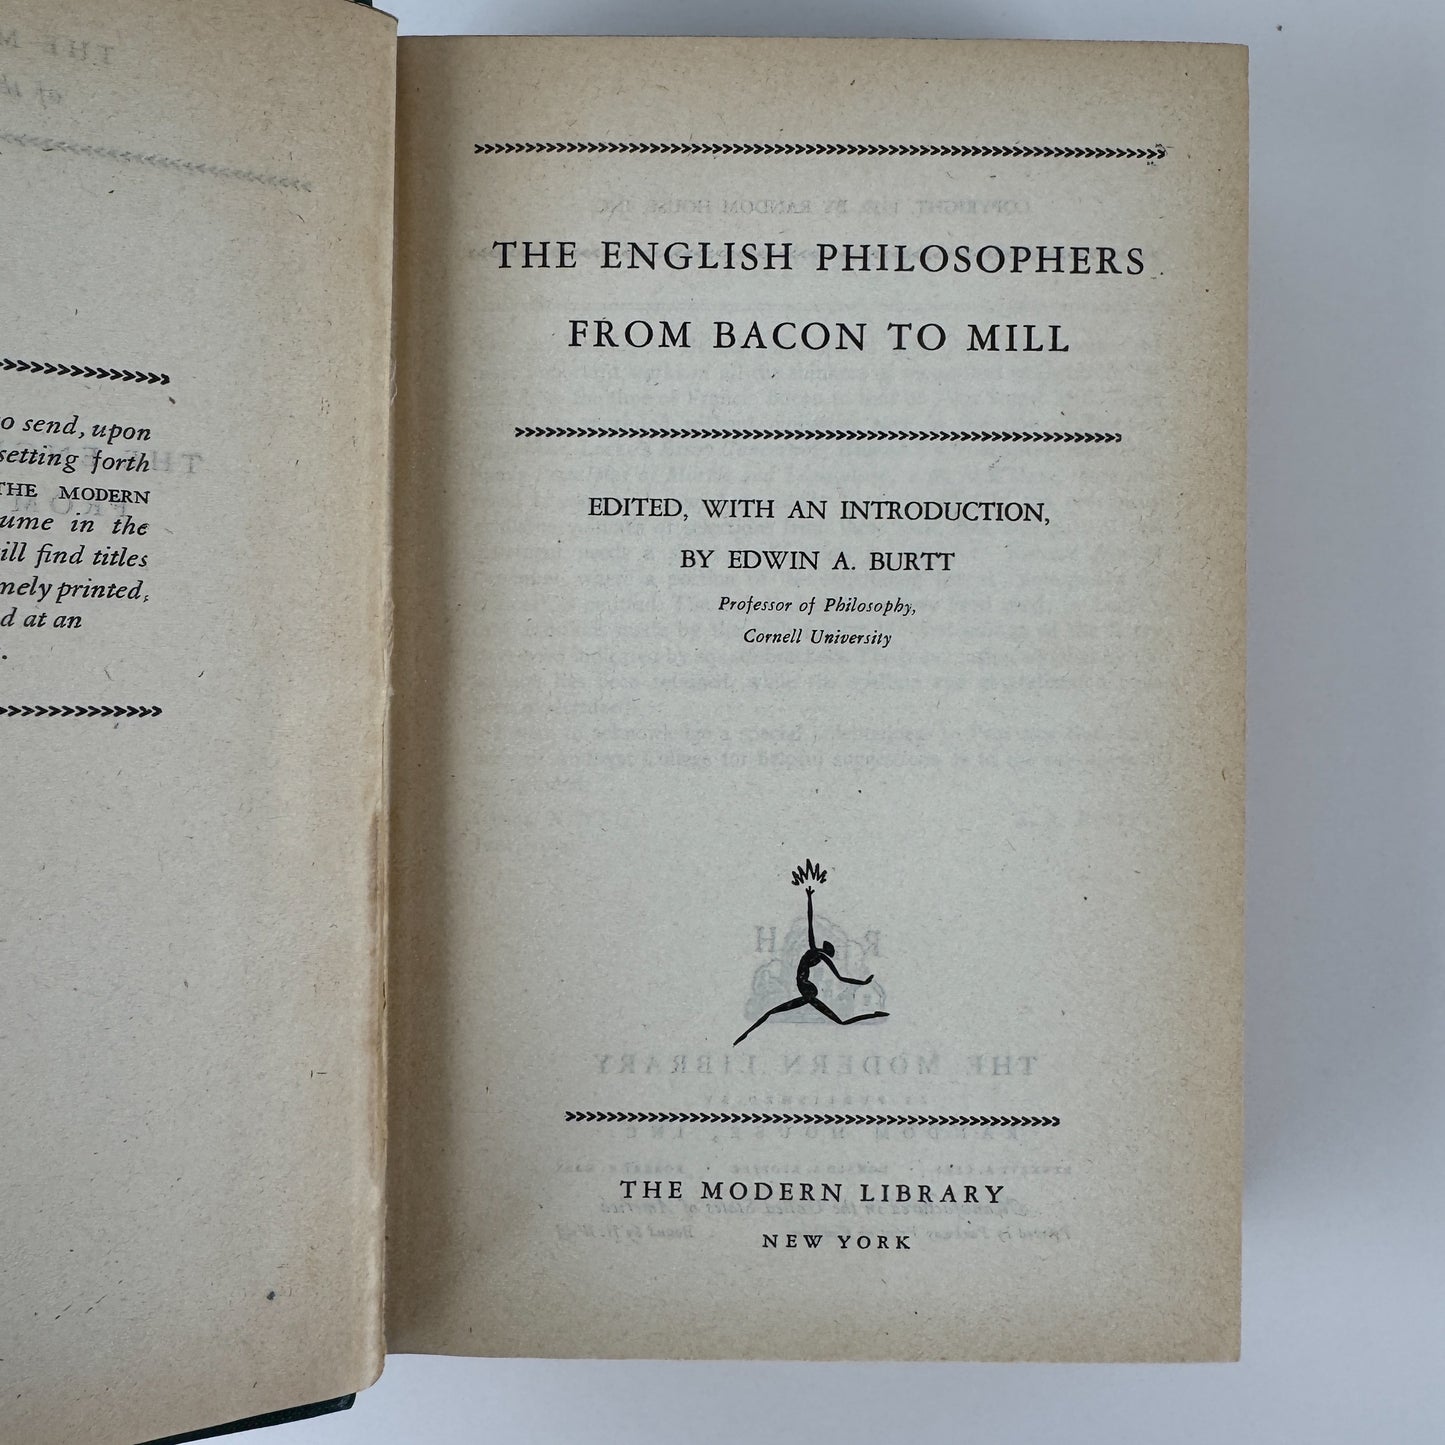 o send, upon
setting forth
THE MODERN
ume in the
ill find titles
nely printed,
d at an
.
THE ENGLISH PHILOSOPHERS
FROM BACON TO MILL
EDITED, WITH AN INTRODUCTION,
BY EDWIN A. BURTT
Professor of Philosophy,
Cornell University
THE MODERN LIBRARY
NEW YORK